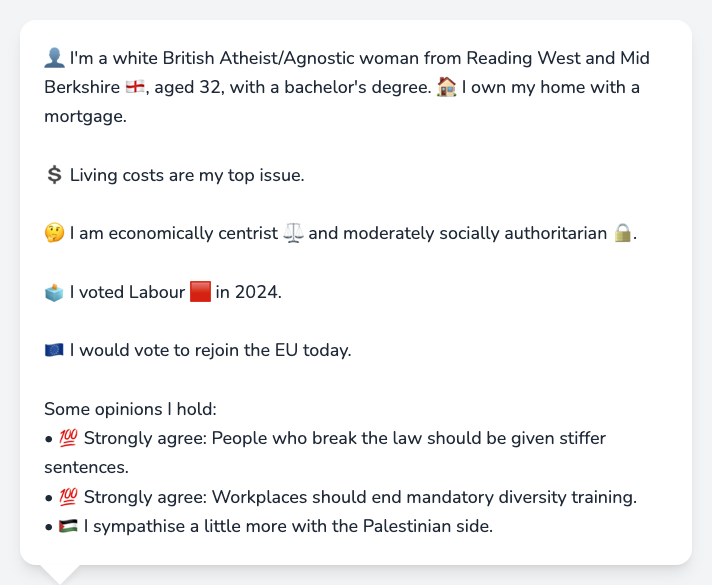 👤 I'm a white British Atheist/Agnostic woman from Reading West and Mid
Berkshire 🏴󠁧󠁢󠁥󠁮󠁧󠁿, aged 32, with a bachelor's degree. 🏠 I own my home with a
mortgage.
💲 Living costs are my top issue.
🤔 I am economically centrist ⚖️ and moderately socially authoritarian 🔒.
🗳️ I voted Labour 🟥 in 2024.
🇪🇺 I would vote to rejoin the EU today.
Some opinions I hold:
• 💯 Strongly agree: People who break the law should be given stiffer
sentences.
• 💯 Strongly agree: Workplaces should end mandatory diversity training.
• 🇵🇸 I sympathise a little more with the Palestinian side.